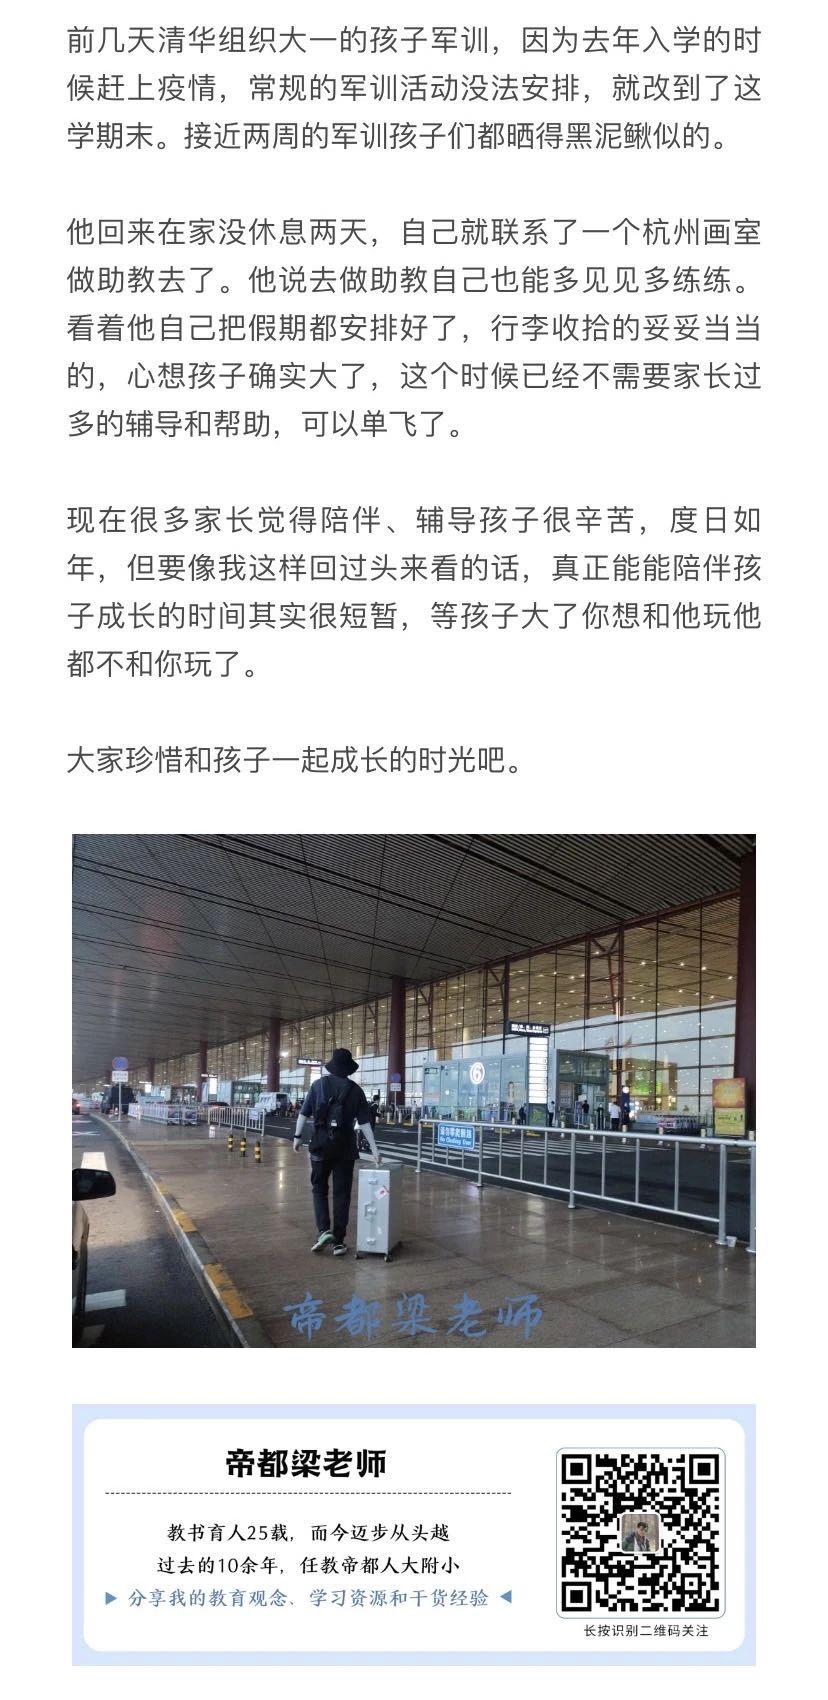 前几天清华组织大一的孩子军训，因为去年入学的时
候赶上疫情，常规的军训活动没法安排，就改到了这
学期末。接近两周的军训孩子们都晒得黑泥鳅似的。
他回来在家没休息两天，自己就联系了一个杭州画室
做助教去了。他说去做助教自己也能多见见多练练。
看着他自己把假期都安排好了，行李收拾的妥妥当当
的，心想孩子确实大了，这个时候已经不需要家长过
多的辅导和帮助，可以单飞了。
现在很多家长觉得陪伴、辅导孩子很辛苦，度日如
年，但要像我这样回过头来看的话，真正能能陪伴孩
子成长的时间其实很短暂，等孩子大了你想和他玩他
都不和你玩了。
大家珍惜和孩子一起成长的时光吧。
6
请勿攀爬翻越
No Climbing Over
帝都梁老师
帝都梁老师
教书育人25载，而今迈步从头越
过去的10余年，任教帝都人大附小
▶ 分享我的教育观念、学习资源和干货经验 ◀
长按识别二维码关注